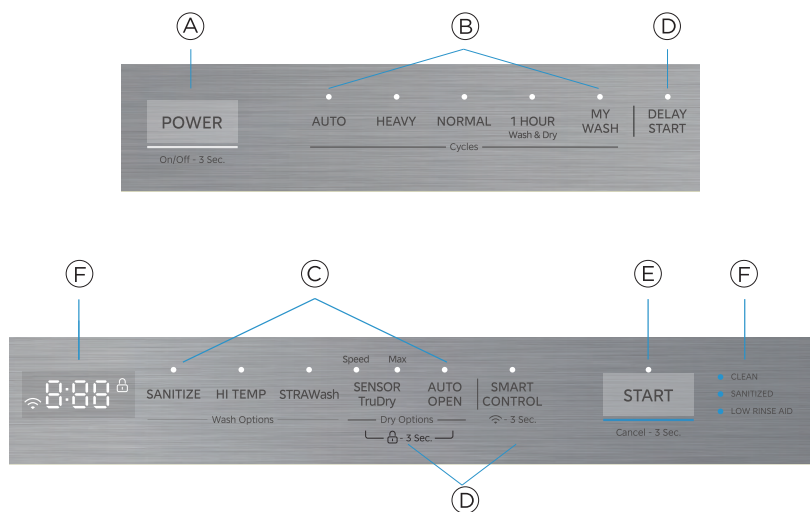 A
B
D
POWER
On/Off - 3 Sec.
AUTO
HEAVY
NORMAL
1 HOUR
Wash & Dry
MY
WASH
DELAY
START
Cycles
F
C
E
F
8:88
SANITIZE
HI TEMP
STRAWash
Wash Options
Speed
Max
SENSOR
TruDry
AUTO
OPEN
Dry Options
- 3 Sec.
SMART
CONTROL
- 3 Sec.
START
Cancel - 3 Sec.
CLEAN
SANITIZED
LOW RINSE AID
D